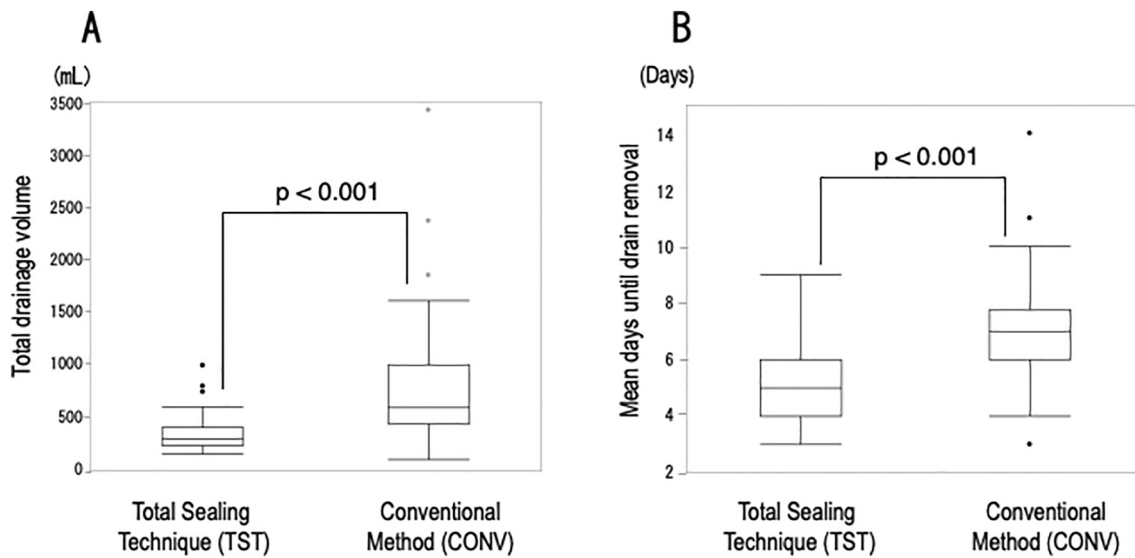 A
(mL)
Total drainage volume
3500
3000
2500
2000
1500
1000
500
0
p < 0.001
Total Sealing
Technique (TST)
Conventional
Method (CONV)
B
(Days)
Mean days until drain removal
14
12
10
8
6
4
2
p < 0.001
Total Sealing
Technique (TST)
Conventional
Method (CONV)